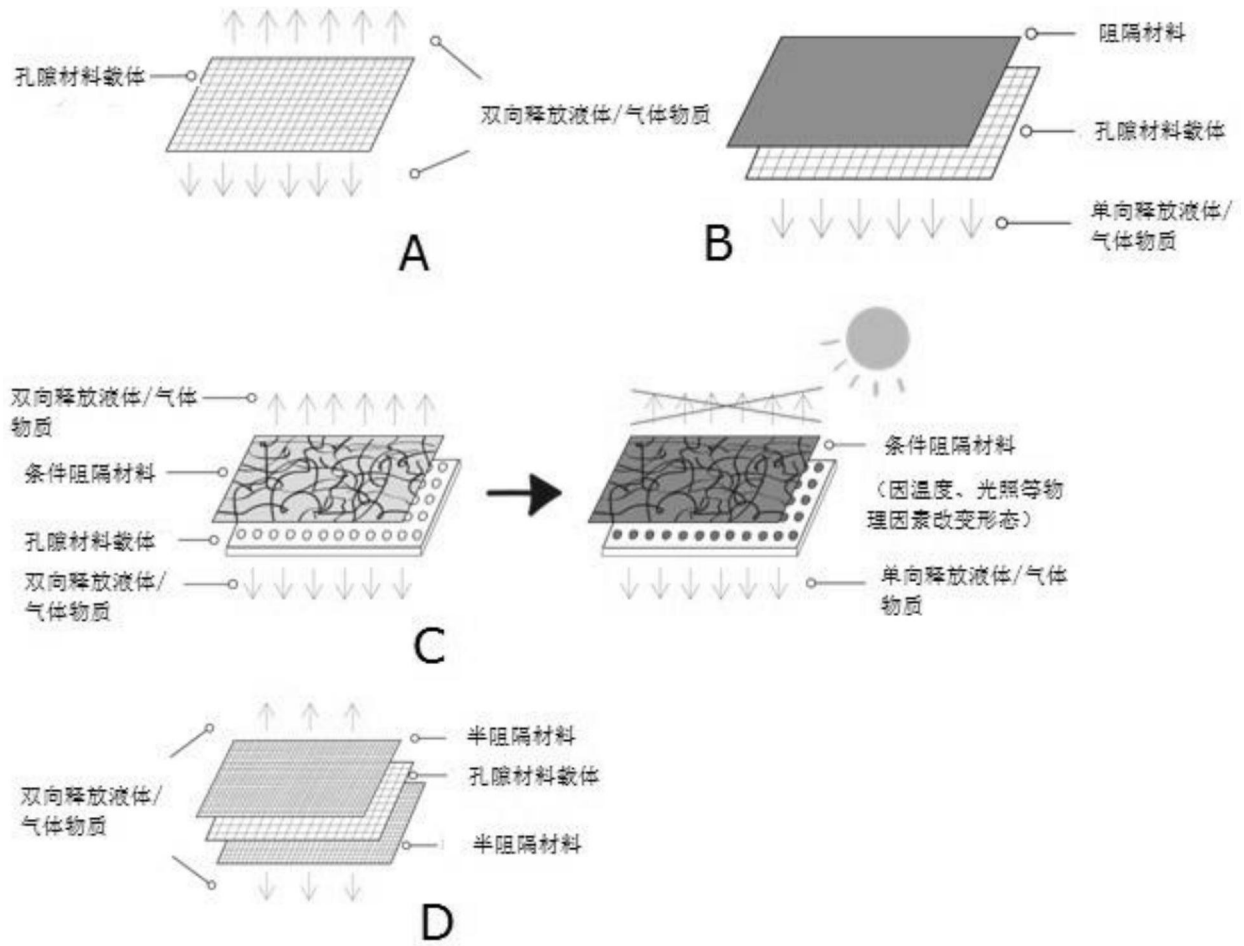 孔隙材料载体
双向释放液体/气体物质
A
阻隔材料
孔隙材料载体
单向释放液体/
气体物质
B
双向释放液体/气体
物质
条件阻隔材料
孔隙材料载体
双向释放液体/
气体物质
条件阻隔材料
（因温度、光照等物
理因素改变形态）
单向释放液体/气体
物质
C
双向释放液体/
气体物质
半阻隔材料
孔隙材料载体
半阻隔材料
D